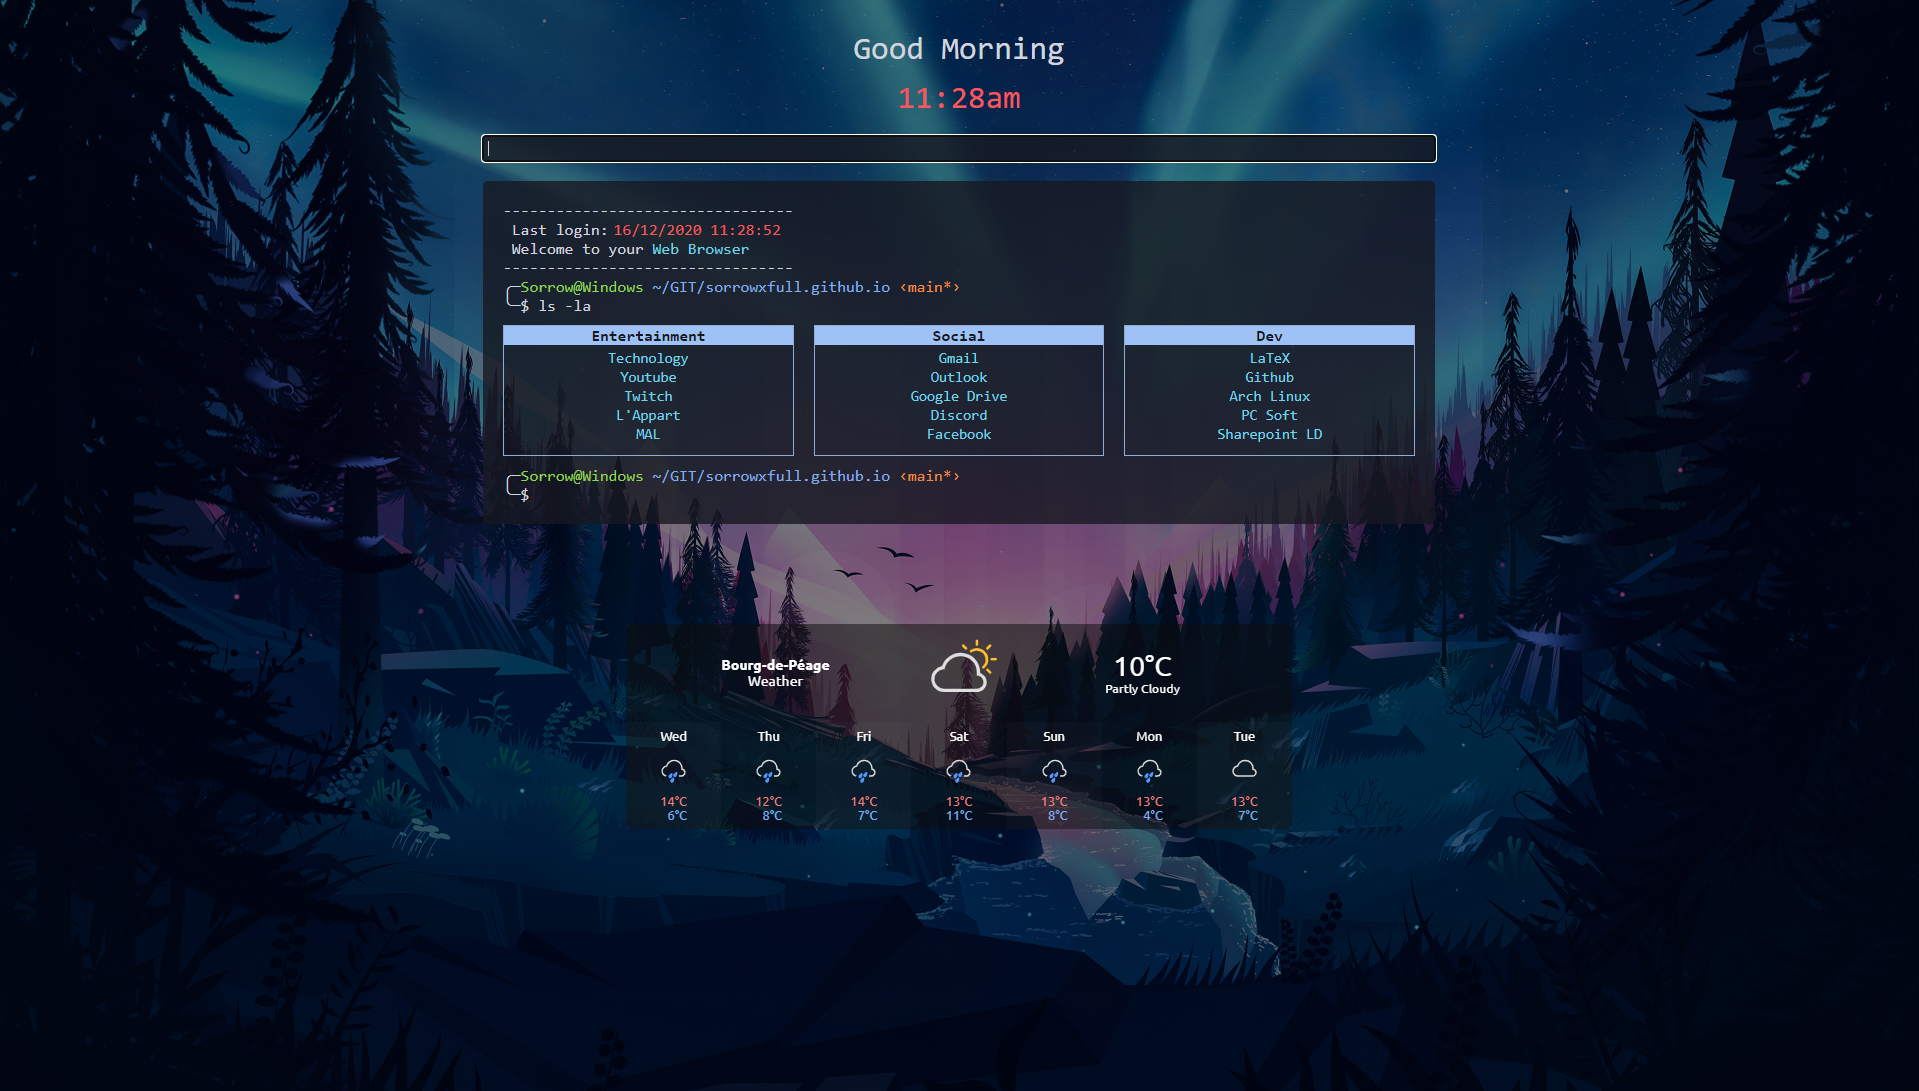 Good Morning
11:28am
---------------------------------
Last login: 16/12/2020 11:28:52
Welcome to your Web Browser
---------------------------------
╭─Sorrow@Windows ~/GIT/sorrowxfull.github.io ‹main*›
╰─$ ls -la
Entertainment
Technology
Youtube
Twitch
L'Appart
MAL
Social
Gmail
Outlook
Google Drive
Discord
Facebook
Dev
LaTeX
Github
Arch Linux
PC Soft
Sharepoint LD
╭─Sorrow@Windows ~/GIT/sorrowxfull.github.io ‹main*›
╰─$
Bourg-de-Péage
Weather
10°C
Partly Cloudy
Wed Thu Fri Sat Sun Mon Tue
14°C 12°C 14°C 13°C 13°C 13°C 13°C
6°C 8°C 7°C 11°C 8°C 4°C 7°C